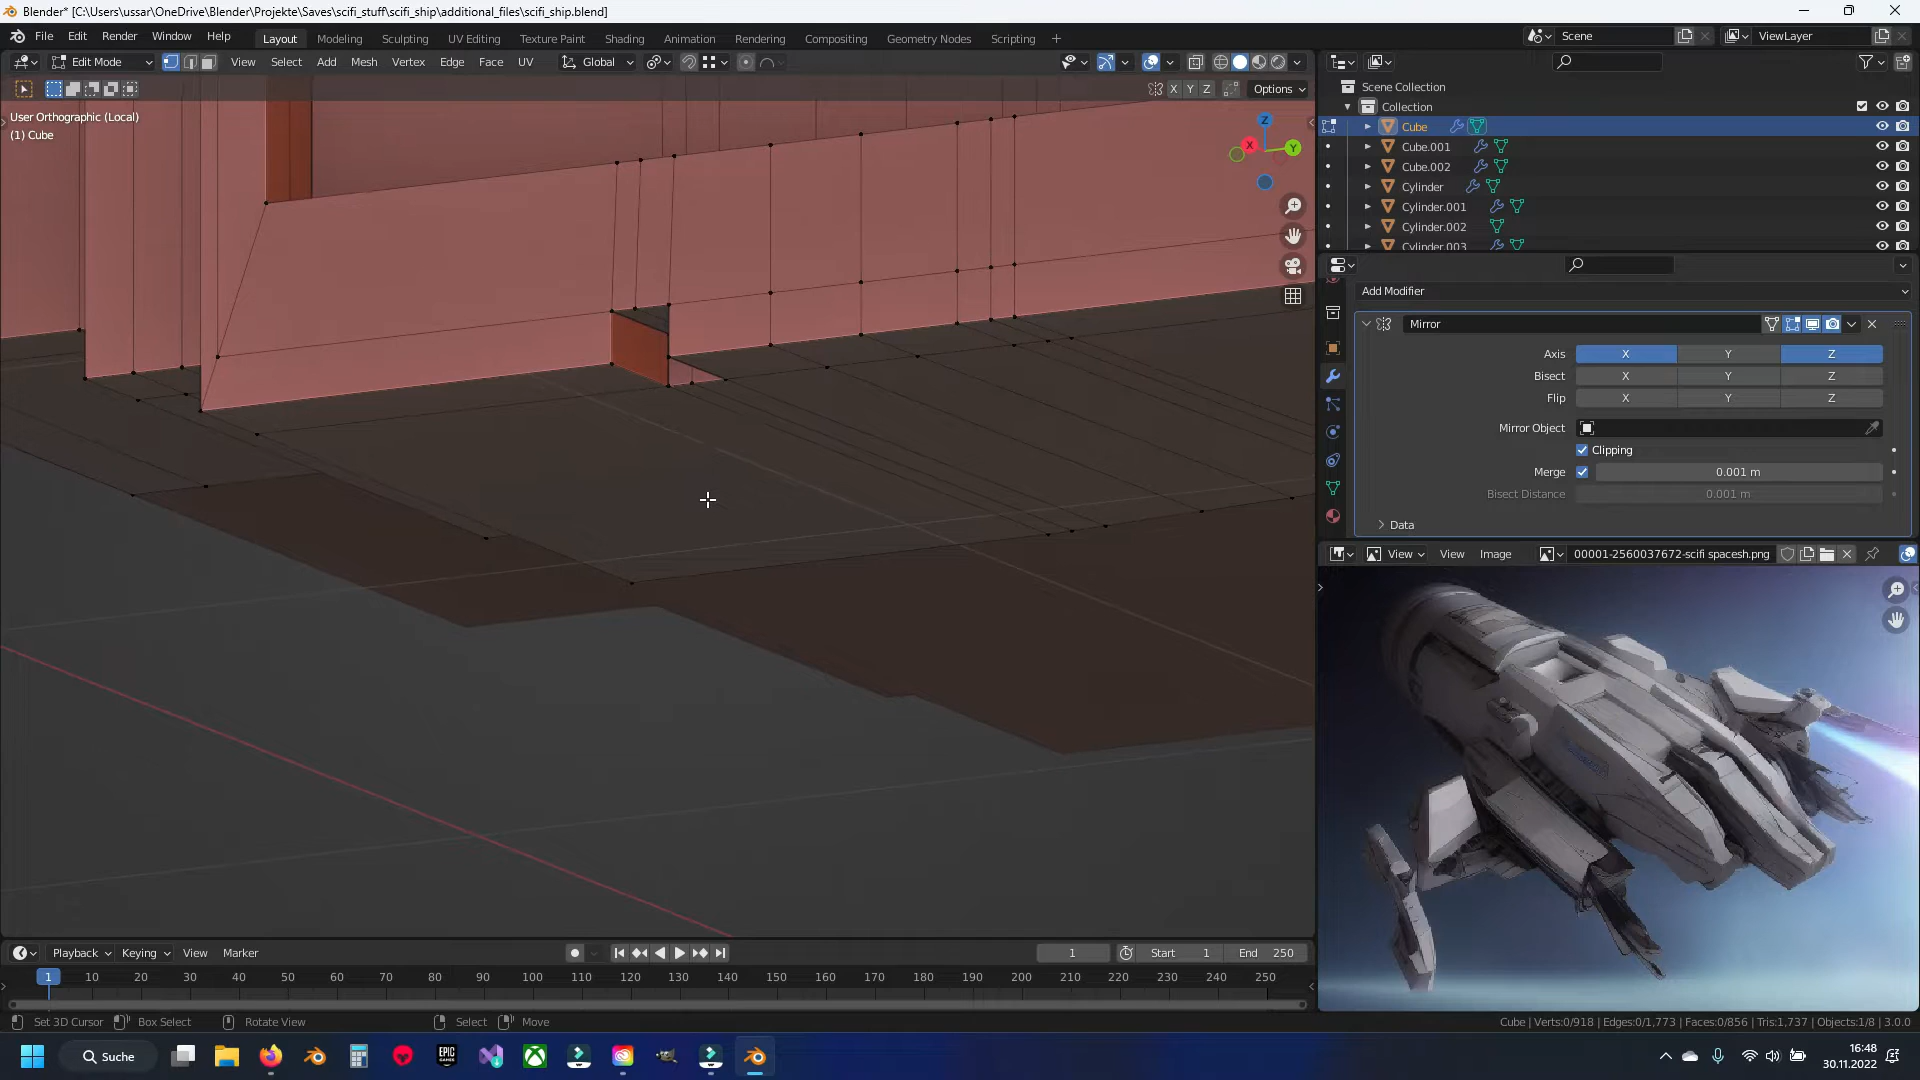 Blender* [C:\Users\ussar\OneDrive\Blender\Projekte\Saves\scifi_stuff\scifi_ship\additional_files\scifi_ship.blend]
File Edit Render Window Help Layout Modeling Sculpting UV Editing Texture Paint Shading Animation Rendering Compositing Geometry Nodes Scripting + Scene ViewLayer
Edit Mode View Select Add Mesh Vertex Edge Face UV Global
X Y Z Options
User Orthographic (Local)
(1) Cube
Z
X Y
Scene Collection
Collection
Cube
Cube.001
Cube.002
Cylinder
Cylinder.001
Cylinder.002
Cylinder.003
Add Modifier
Mirror
Axis X Y Z
Bisect X Y Z
Flip X Y Z
Mirror Object
Clipping
Merge 0.001 m
Bisect Distance 0.001 m
Data
View View Image 00001-2560037672-scifi spacesh.png
Playback Keying View Marker 1 Start 1 End 250
1 10 20 30 40 50 60 70 80 90 100 110 120 130 140 150 160 170 180 190 200 210 220 230 240 250
Set 3D Cursor Box Select Rotate View Select Move Cube | Verts:0/918 | Edges:0/1,773 | Faces:0/856 | Tris:1,737 | Objects:1/8 | 3.0.0
Suche
EPIC GAMES
16:48
30.11.2022